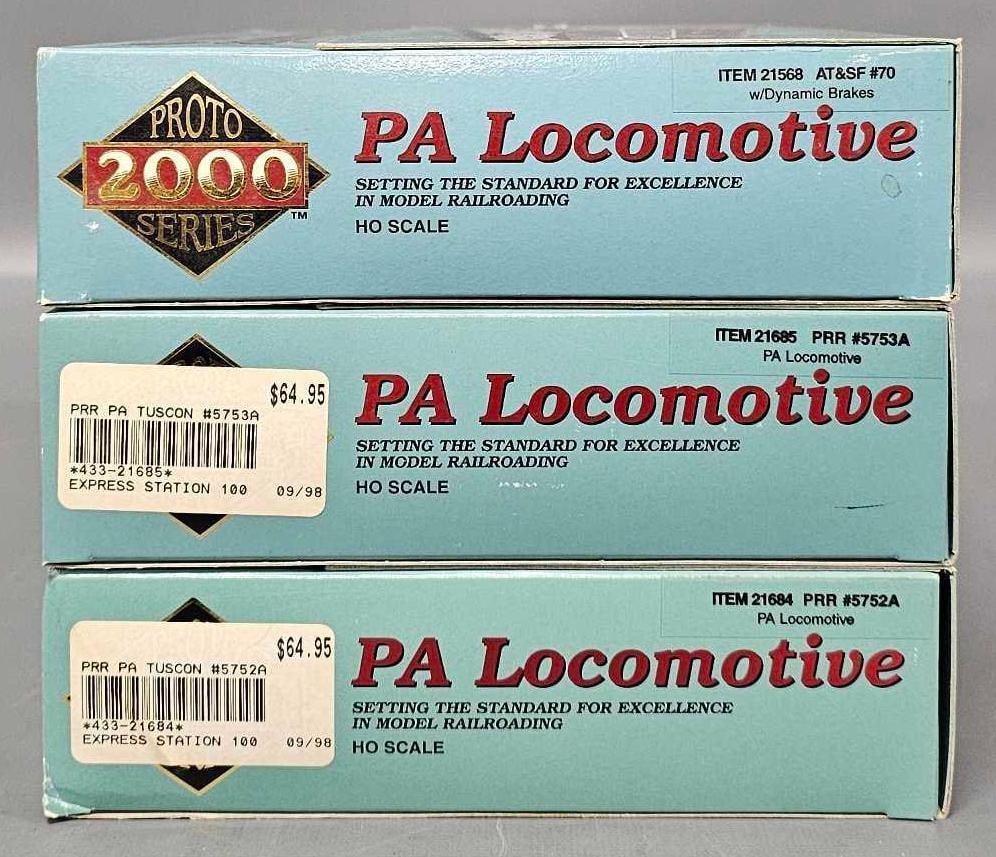 PROTO
2000
SERIES
TM
ITEM 21568 AT&SF #70
w/Dynamic Brakes
PA Locomotive
SETTING THE STANDARD FOR EXCELLENCE
IN MODEL RAILROADING
HO SCALE
$64.95
PRR PA TUSCON #5753A
*433-21685*
EXPRESS STATION 100 09/98
ITEM 21685 PRR #5753A
PA Locomotive
PA Locomotive
SETTING THE STANDARD FOR EXCELLENCE
IN MODEL RAILROADING
HO SCALE
$64.95
PRR PA TUSCON #5752A
*433-21684*
EXPRESS STATION 100 09/98
ITEM 21684 PRR #5752A
PA Locomotive
PA Locomotive
SETTING THE STANDARD FOR EXCELLENCE
IN MODEL RAILROADING
HO SCALE